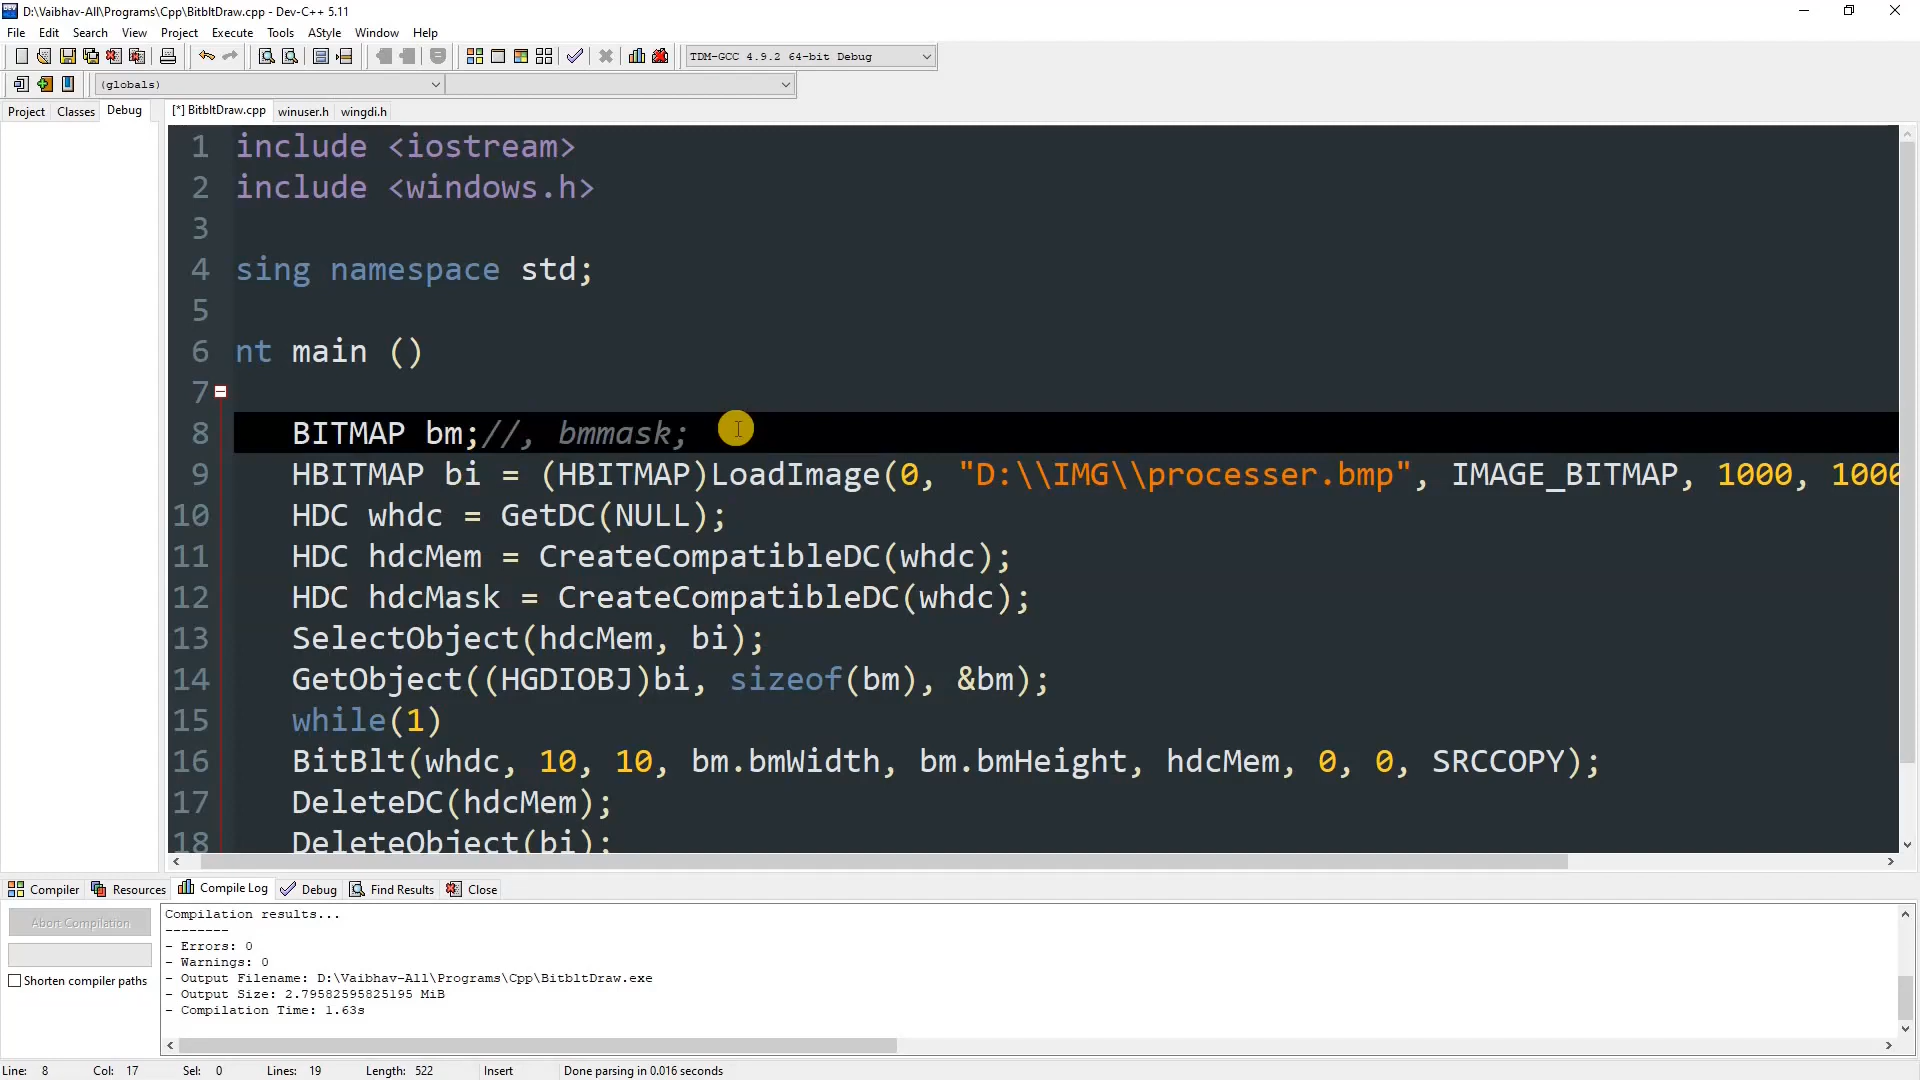 D:\Vaibhav-All\Programs\Cpp\BitbltDraw.cpp - Dev-C++ 5.11
File Edit Search View Project Execute Tools AStyle Window Help
TDM-GCC 4.9.2 64-bit Debug
(globals)
Project Classes Debug [*] BitbltDraw.cpp winuser.h wingdi.h
1 include <iostream>
2 include <windows.h>
3
4 sing namespace std;
5
6 nt main ()
7
8 BITMAP bm;//, bmmask;
9 HBITMAP bi = (HBITMAP)LoadImage(0, "D:\\IMG\\processer.bmp", IMAGE_BITMAP, 1000, 1000
10 HDC whdc = GetDC(NULL);
11 HDC hdcMem = CreateCompatibleDC(whdc);
12 HDC hdcMask = CreateCompatibleDC(whdc);
13 SelectObject(hdcMem, bi);
14 GetObject((HGDIOBJ)bi, sizeof(bm), &bm);
15 while(1)
16 BitBlt(whdc, 10, 10, bm.bmWidth, bm.bmHeight, hdcMem, 0, 0, SRCCOPY);
17 DeleteDC(hdcMem);
18 DeleteObject(bi);
Compiler Resources Compile Log Debug Find Results Close
Abort Compilation
Shorten compiler paths
Compilation results...
--------
- Errors: 0
- Warnings: 0
- Output Filename: D:\Vaibhav-All\Programs\Cpp\BitbltDraw.exe
- Output Size: 2.79582595825195 MiB
- Compilation Time: 1.63s
Line: 8 Col: 17 Sel: 0 Lines: 19 Length: 522 Insert Done parsing in 0.016 seconds